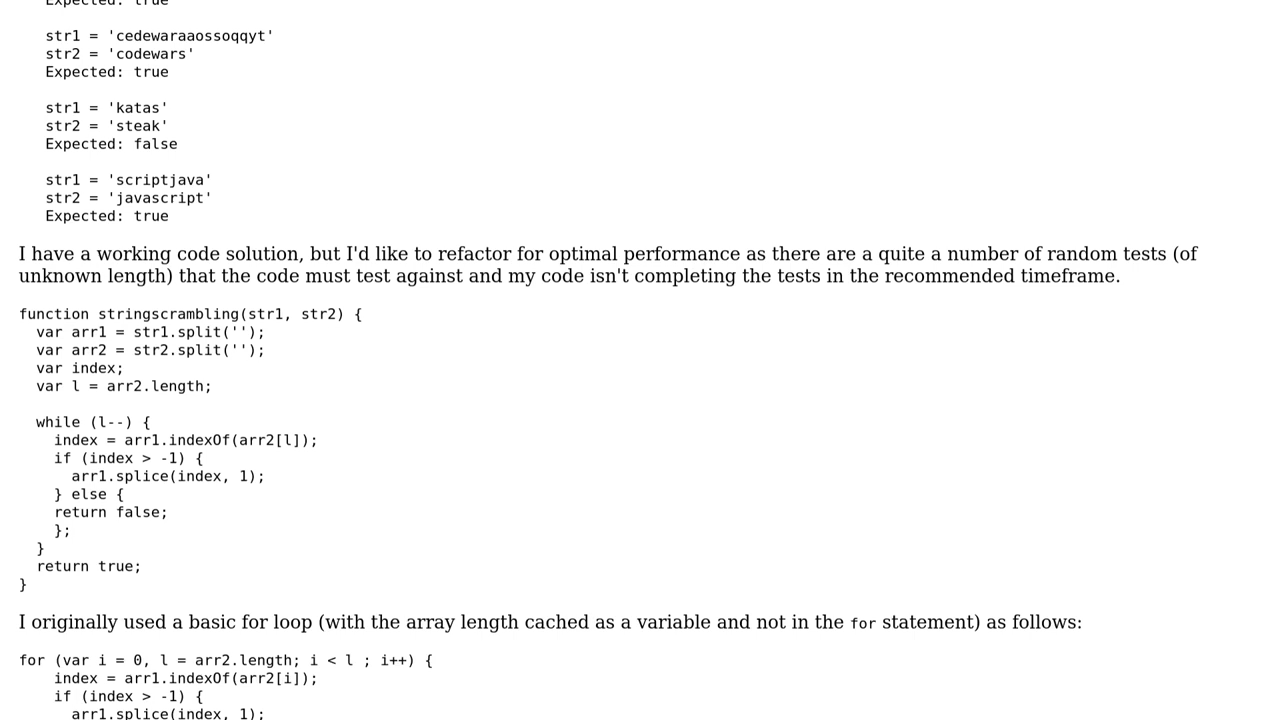 Expected: true
str1 = 'cedewaraaossoqqyt'
str2 = 'codewars'
Expected: true
str1 = 'katas'
str2 = 'steak'
Expected: false
str1 = 'scriptjava'
str2 = 'javascript'
Expected: true
I have a working code solution, but I'd like to refactor for optimal performance as there are a quite a number of random tests (of
unknown length) that the code must test against and my code isn't completing the tests in the recommended timeframe.
function stringscrambling(str1, str2) {
  var arr1 = str1.split('');
  var arr2 = str2.split('');
  var index;
  var l = arr2.length;
  while (l--) {
    index = arr1.indexOf(arr2[l]);
    if (index > -1) {
      arr1.splice(index, 1);
    } else {
    return false;
    };
  }
  return true;
}
I originally used a basic for loop (with the array length cached as a variable and not in the for statement) as follows:
for (var i = 0, l = arr2.length; i < l ; i++) {
    index = arr1.indexOf(arr2[i]);
    if (index > -1) {
      arr1.splice(index, 1);